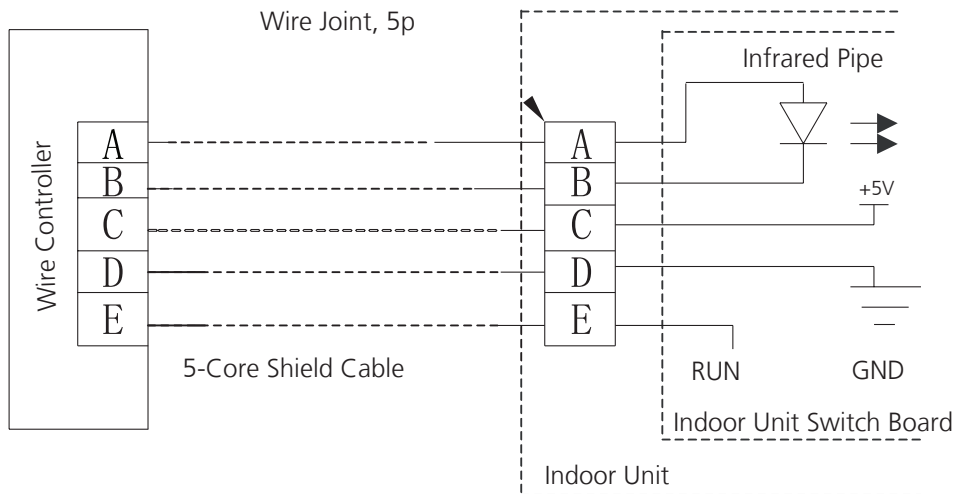 Wire Joint, 5p
Infrared Pipe
Wire Controller
A
B
C
D
E
A
B
C
D
E
+5V
5-Core Shield Cable
RUN
GND
Indoor Unit Switch Board
Indoor Unit